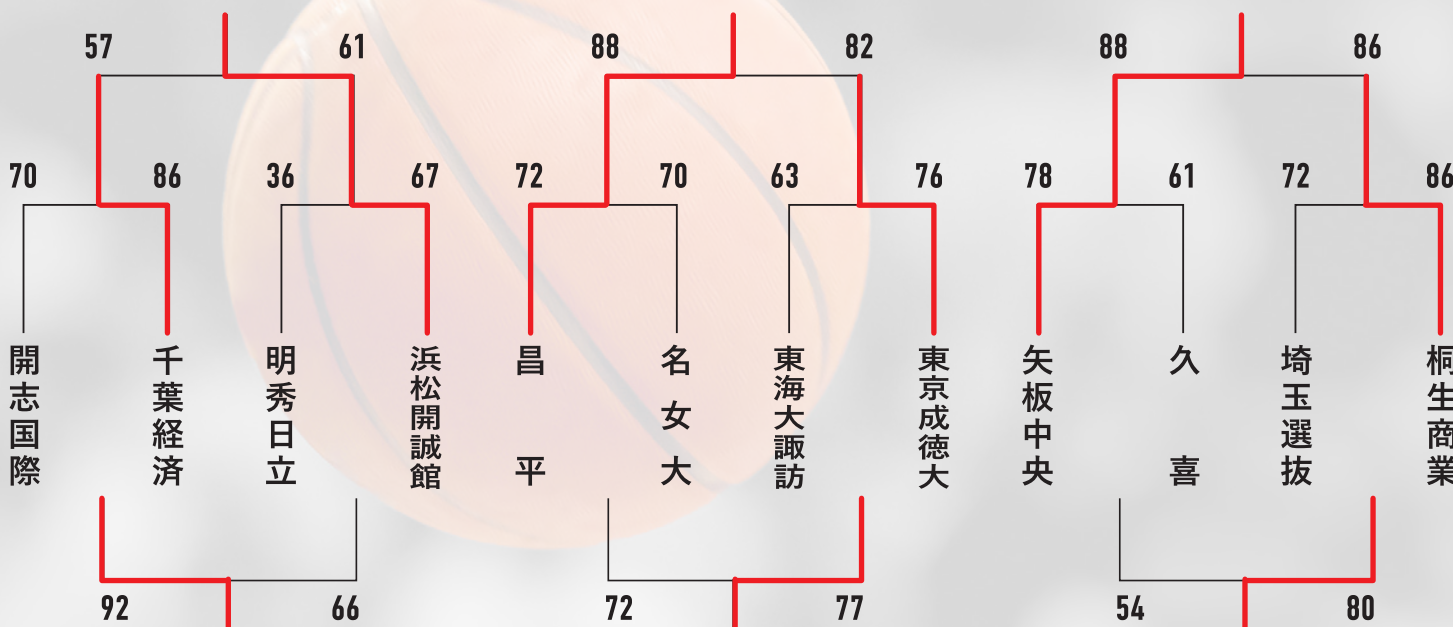 57 61 88 82 88 86
70 86 36 67 72 70 63 76 78 61 72 86
開志国際
千葉経済
明秀日立
浜松開誠館
昌平
名女大
東海大諏訪
東京成徳大
矢板中央
久喜
埼玉選抜
桐生商業
92 66 72 77 54 80